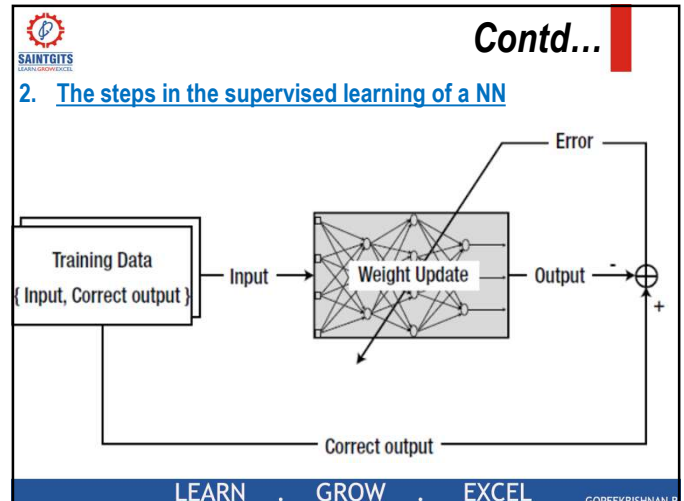 Contd...
SAINTGITS
LEARN.GROW.EXCEL
2. The steps in the supervised learning of a NN
Error
Training Data
{ Input, Correct output }
Input
Weight Update
Output
-
+
Correct output
LEARN . GROW . EXCEL
GOPEEKRISHNAN R